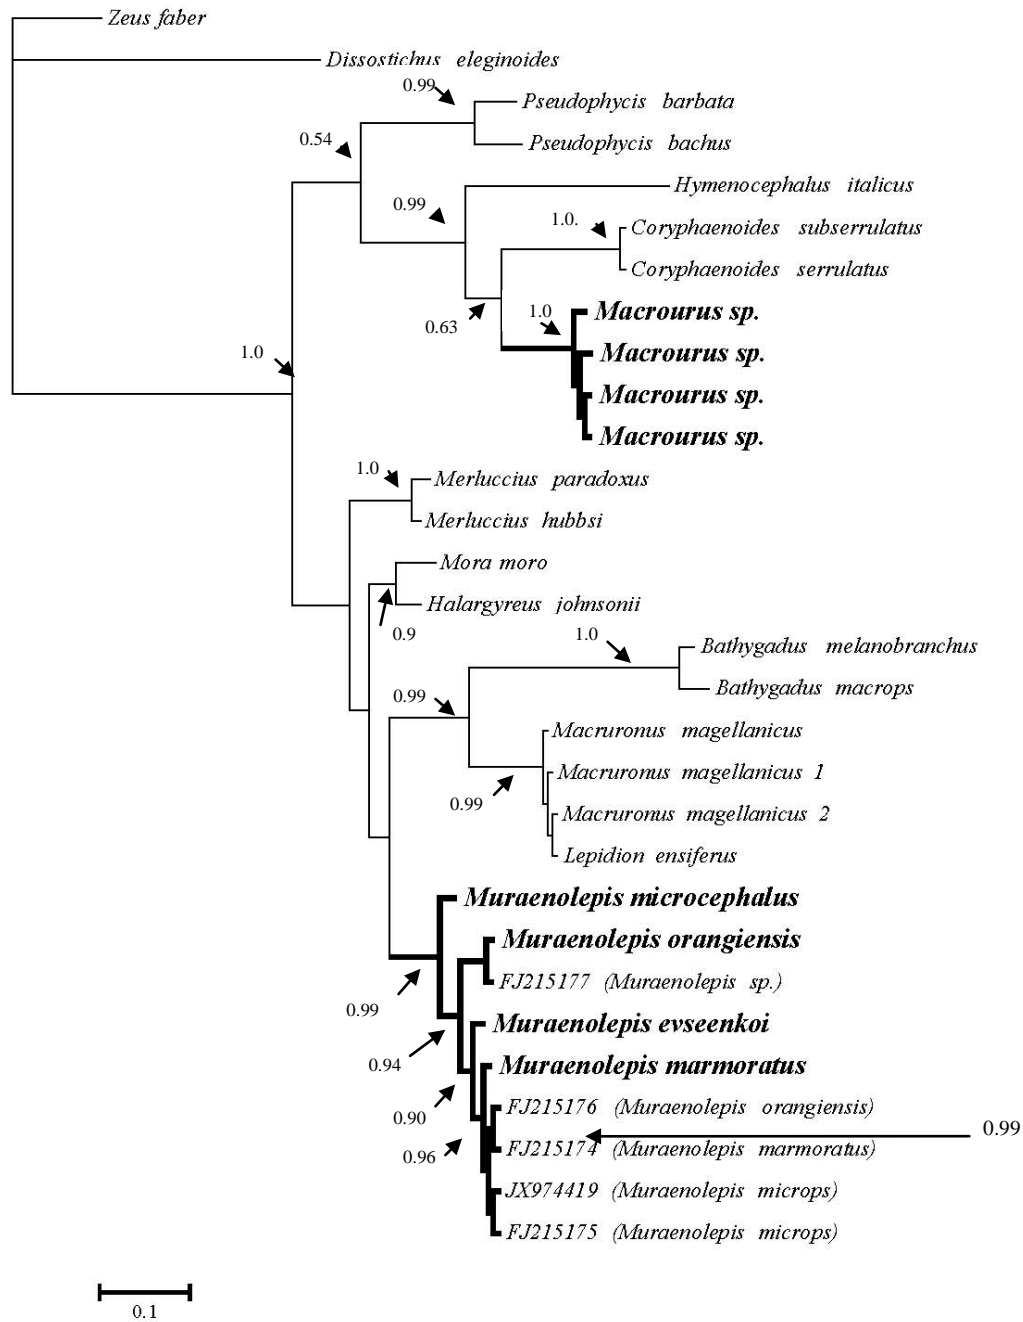 Zeus faber
Dissostichus eleginoides
0.99
Pseudophycis barbata
0.54
Pseudophycis bachus
Hymenocephalus italicus
0.99
1.0.
Coryphaenoides subserrulatus
Coryphaenoides serrulatus
1.0
Macrourus sp.
0.63
1.0
Macrourus sp.
Macrourus sp.
Macrourus sp.
1.0
Merluccius paradoxus
Merluccius hubbsi
Mora moro
Halargyreus johnsonii
0.9
1.0
Bathygadus melanobranchus
Bathygadus macrops
0.99
Macruronus magellanicus
Macruronus magellanicus 1
0.99
Macruronus magellanicus 2
Lepidion ensiferus
Muraenolepis microcephalus
Muraenolepis orangiensis
FJ215177 (Muraenolepis sp.)
0.99
Muraenolepis evseenkoi
0.94
Muraenolepis marmoratus
FJ215176 (Muraenolepis orangiensis)
0.90
0.99
FJ215174 (Muraenolepis marmoratus)
0.96
JX974419 (Muraenolepis microps)
FJ215175 (Muraenolepis microps)
0.1